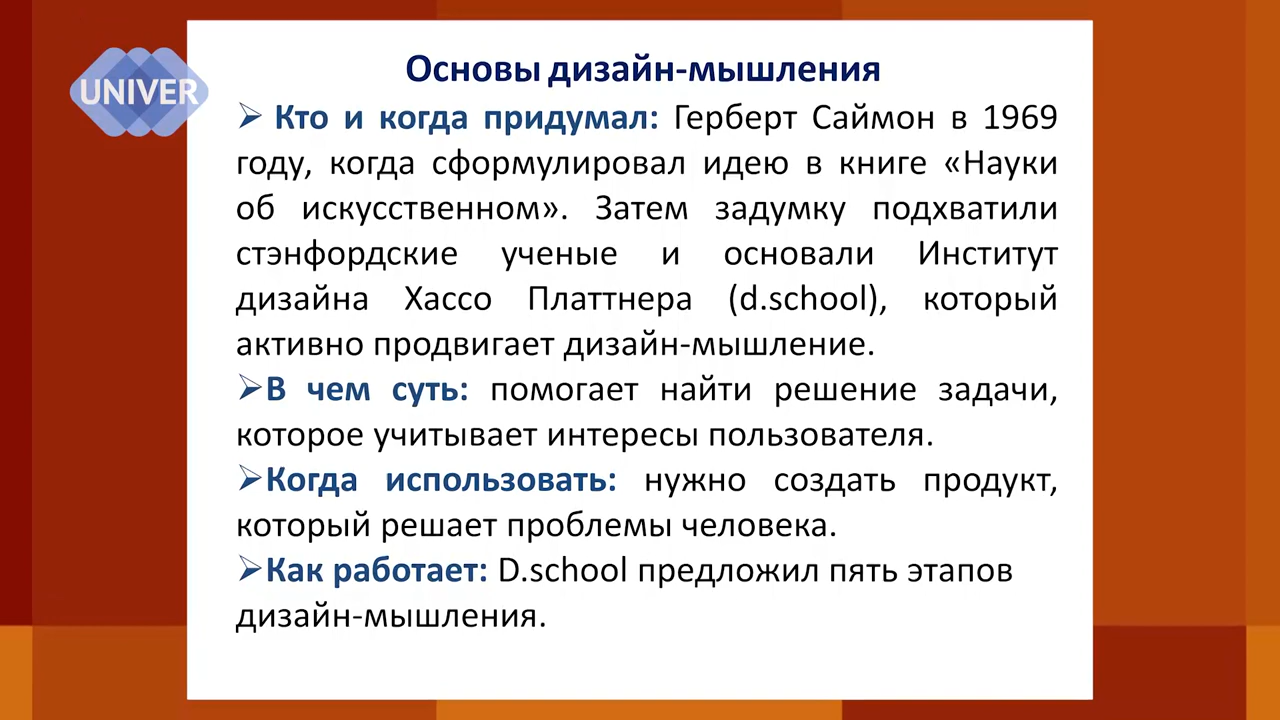 UNIVER
Основы дизайн-мышления
➢ Кто и когда придумал: Герберт Саймон в 1969
году, когда сформулировал идею в книге «Науки
об искусственном». Затем задумку подхватили
стэнфордские ученые и основали Институт
дизайна Хассо Платтнера (d.school), который
активно продвигает дизайн-мышление.
➢В чем суть: помогает найти решение задачи,
которое учитывает интересы пользователя.
➢Когда использовать: нужно создать продукт,
который решает проблемы человека.
➢Как работает: D.school предложил пять этапов
дизайн-мышления.